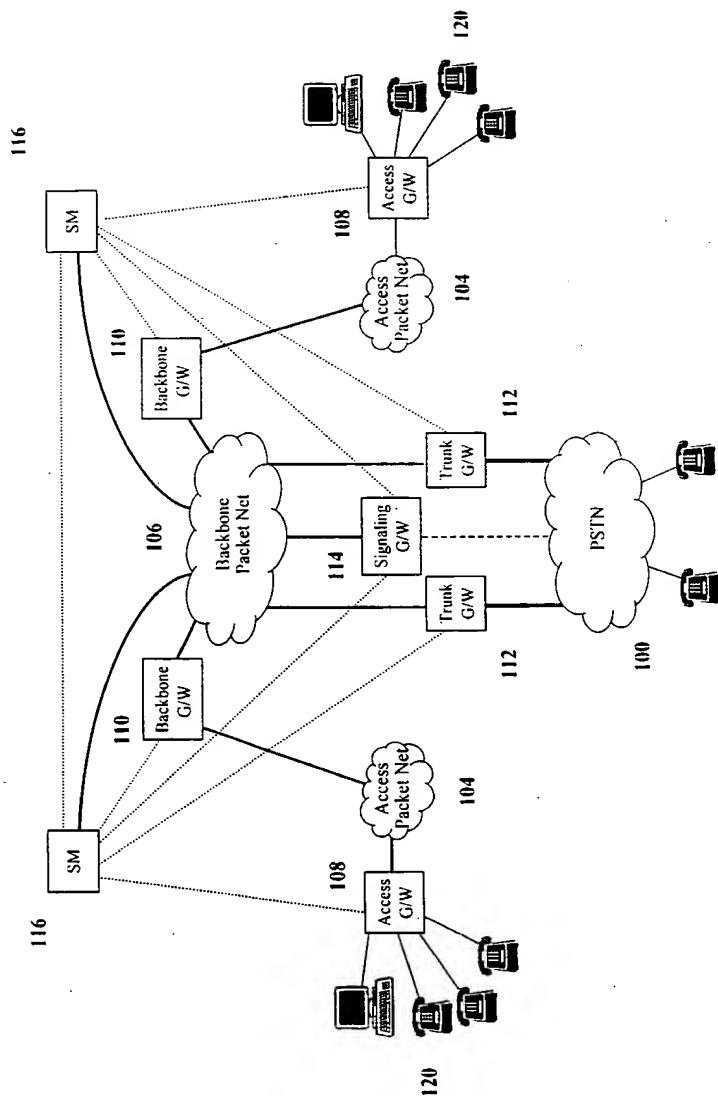 116
116
SM
SM
110
110
Backbone
G/W
106
Backbone
Packet Net
Backbone
G/W
108
108
Access
G/W
Access
Packet Net
114
Signaling
G/W
Access
Packet Net
Access
G/W
104
104
120
120
Trunk
G/W
Trunk
G/W
112
112
PSTN
100